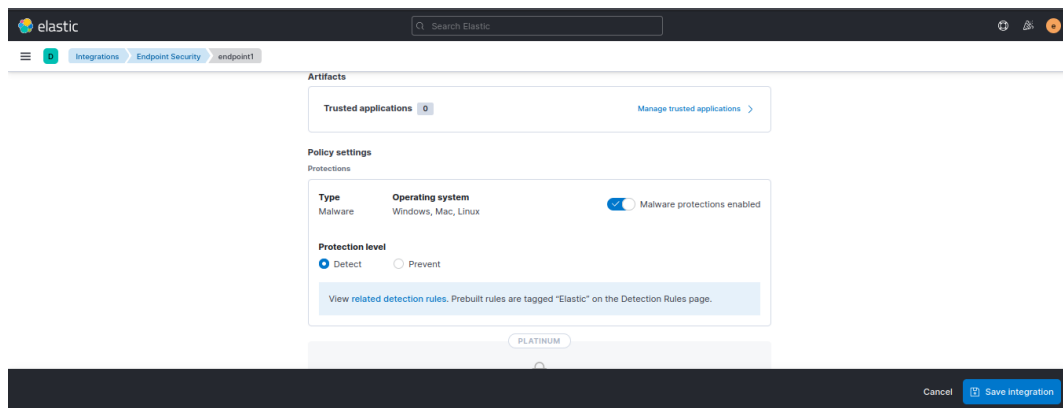 elastic
Search Elastic
e
D
Integrations
Endpoint Security
endpoint1
Artifacts
Trusted applications 0
Manage trusted applications
Policy settings
Protections
Type
Operating system
Malware
Windows, Mac, Linux
Malware protections enabled
Protection level
Detect
Prevent
View related detection rules. Prebuilt rules are tagged “Elastic” on the Detection Rules page.
PLATINUM
Cancel
Save integration